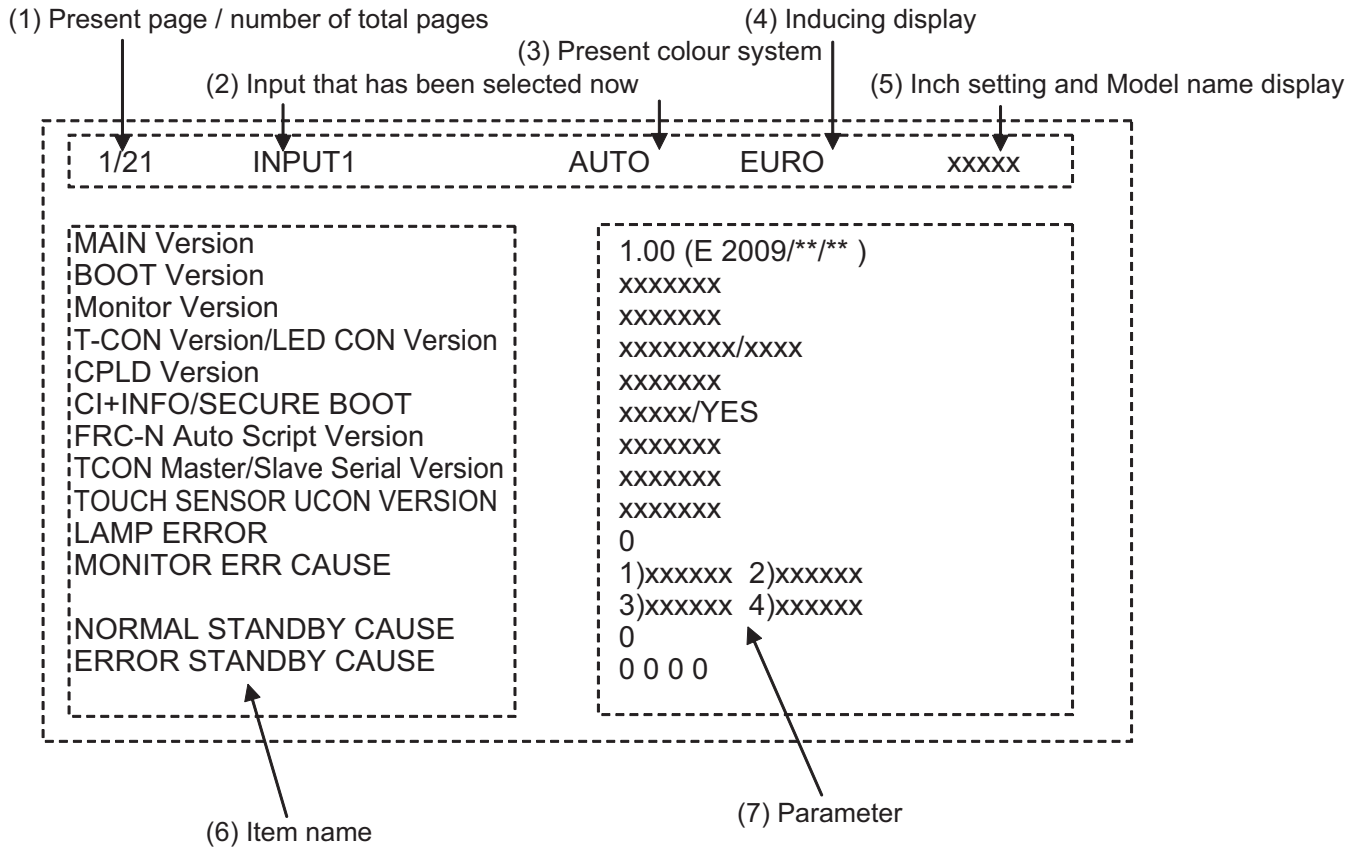 (1) Present page / number of total pages
(4) Inducing display
(3) Present colour system
(2) Input that has been selected now
(5) Inch setting and Model name display
1/21 INPUT1 AUTO EURO xxxxx
MAIN Version
BOOT Version
Monitor Version
T-CON Version/LED CON Version
CPLD Version
CI+INFO/SECURE BOOT
FRC-N Auto Script Version
TCON Master/Slave Serial Version
TOUCH SENSOR UCON VERSION
LAMP ERROR
MONITOR ERR CAUSE
NORMAL STANDBY CAUSE
ERROR STANDBY CAUSE
1.00 (E 2009/**/** )
xxxxxxx
xxxxxxx
xxxxxxxx/xxxx
xxxxxxx
xxxxx/YES
xxxxxxx
xxxxxxx
xxxxxxx
0
1)xxxxxx 2)xxxxxx
3)xxxxxx 4)xxxxxx
0
0 0 0 0
(7) Parameter
(6) Item name